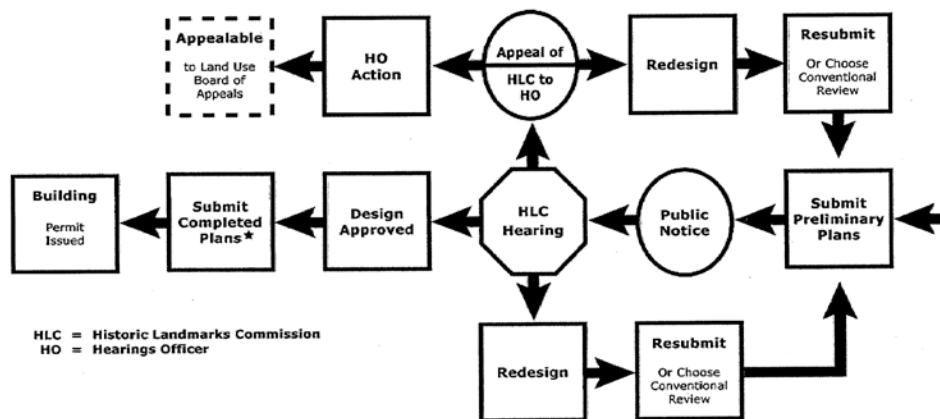 Appealable
to Land Use
Board of
Appeals
HO
Action
Appeal of
HLC to
HO
Redesign
Resubmit
Or Choose
Conventional
Review
Building
Permit
Issued
Submit
Completed
Plans★
Design
Approved
HLC
Hearing
Public
Notice
Submit
Preliminary
Plans
HLC = Historic Landmarks Commission
HO = Hearings Officer
Redesign
Resubmit
Or Choose
Conventional
Review